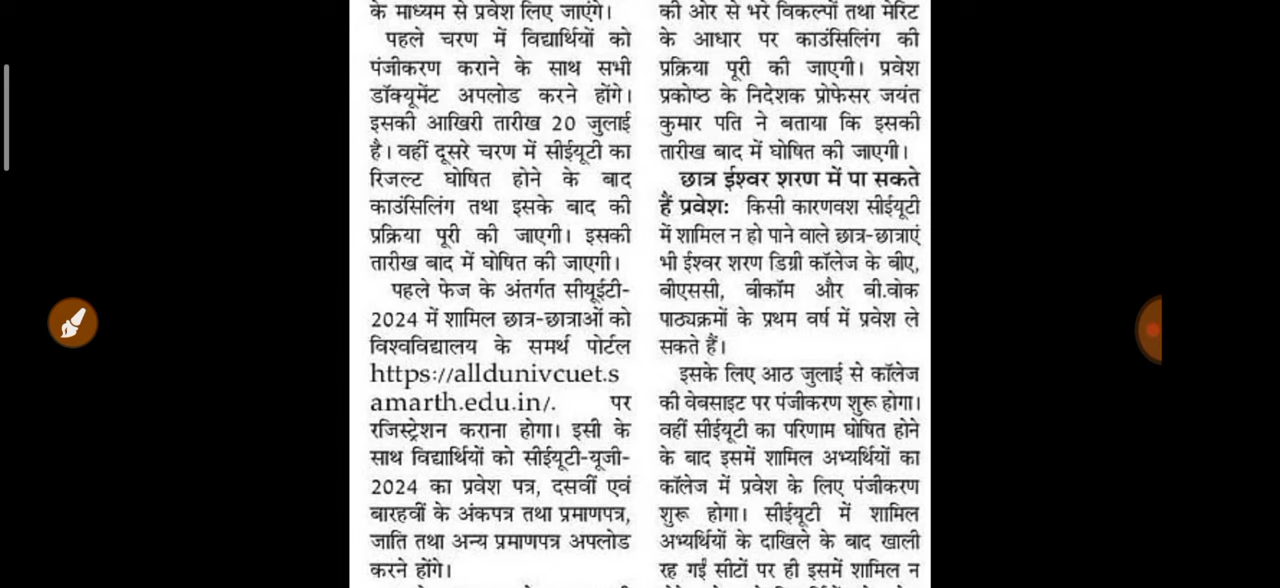 के माध्यम से प्रवेश लिए जाएंगे।
पहले चरण में विद्यार्थियों को
पंजीकरण कराने के साथ सभी
डॉक्यूमेंट अपलोड करने होंगे।
इसकी आखिरी तारीख 20 जुलाई
है। वहीं दूसरे चरण में सीईयूटी का
रिजल्ट घोषित होने के बाद
काउंसिलिंग तथा इसके बाद की
प्रक्रिया पूरी की जाएगी। इसकी
तारीख बाद में घोषित की जाएगी।
पहले फेज के अंतर्गत सीयूईटी-
2024 में शामिल छात्र-छात्राओं को
विश्वविद्यालय के समर्थ पोर्टल
https://alldunivcuet.s
amarth.edu.in/. पर
रजिस्ट्रेशन कराना होगा। इसी के
साथ विद्यार्थियों को सीईयूटी-यूजी-
2024 का प्रवेश पत्र, दसवीं एवं
बारहवीं के अंकपत्र तथा प्रमाणपत्र,
जाति तथा अन्य प्रमाणपत्र अपलोड
करने होंगे।
की ओर से भरे विकल्पों तथा मेरिट
के आधार पर काउंसिलिंग की
प्रक्रिया पूरी की जाएगी। प्रवेश
प्रकोष्ठ के निदेशक प्रोफेसर जयंत
कुमार पति ने बताया कि इसकी
तारीख बाद में घोषित की जाएगी।
छात्र ईश्वर शरण में पा सकते
हैं प्रवेश: किसी कारणवश सीईयूटी
में शामिल न हो पाने वाले छात्र-छात्राएं
भी ईश्वर शरण डिग्री कॉलेज के बीए,
बीएससी, बीकॉम और बी.वोक
पाठ्यक्रमों के प्रथम वर्ष में प्रवेश ले
सकते हैं।
इसके लिए आठ जुलाई से कॉलेज
की वेबसाइट पर पंजीकरण शुरू होगा।
वहीं सीईयूटी का परिणाम घोषित होने
के बाद इसमें शामिल अभ्यर्थियों का
कॉलेज में प्रवेश के लिए पंजीकरण
शुरू होगा। सीईयूटी में शामिल
अभ्यर्थियों के दाखिले के बाद खाली
रह गईं सीटों पर ही इसमें शामिल न